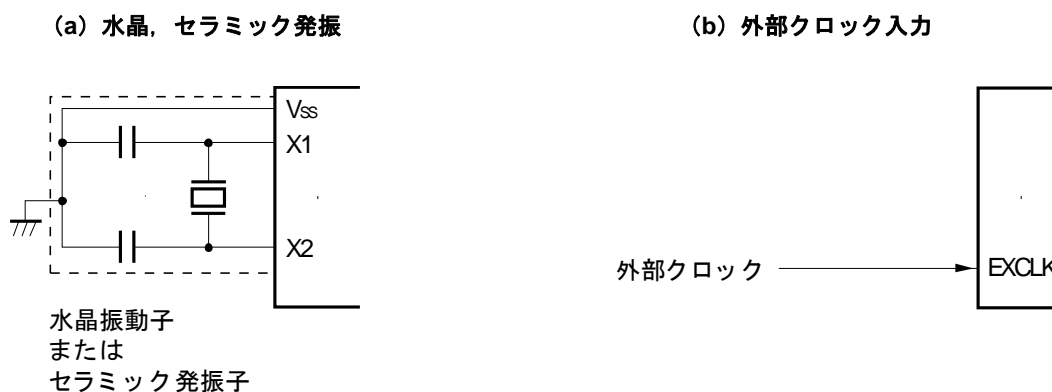 (a) 水晶，セラミック発振
(b) 外部クロック入力
VSS
X1
X2
水晶振動子
または
セラミック発振子
外部クロック
EXCLK